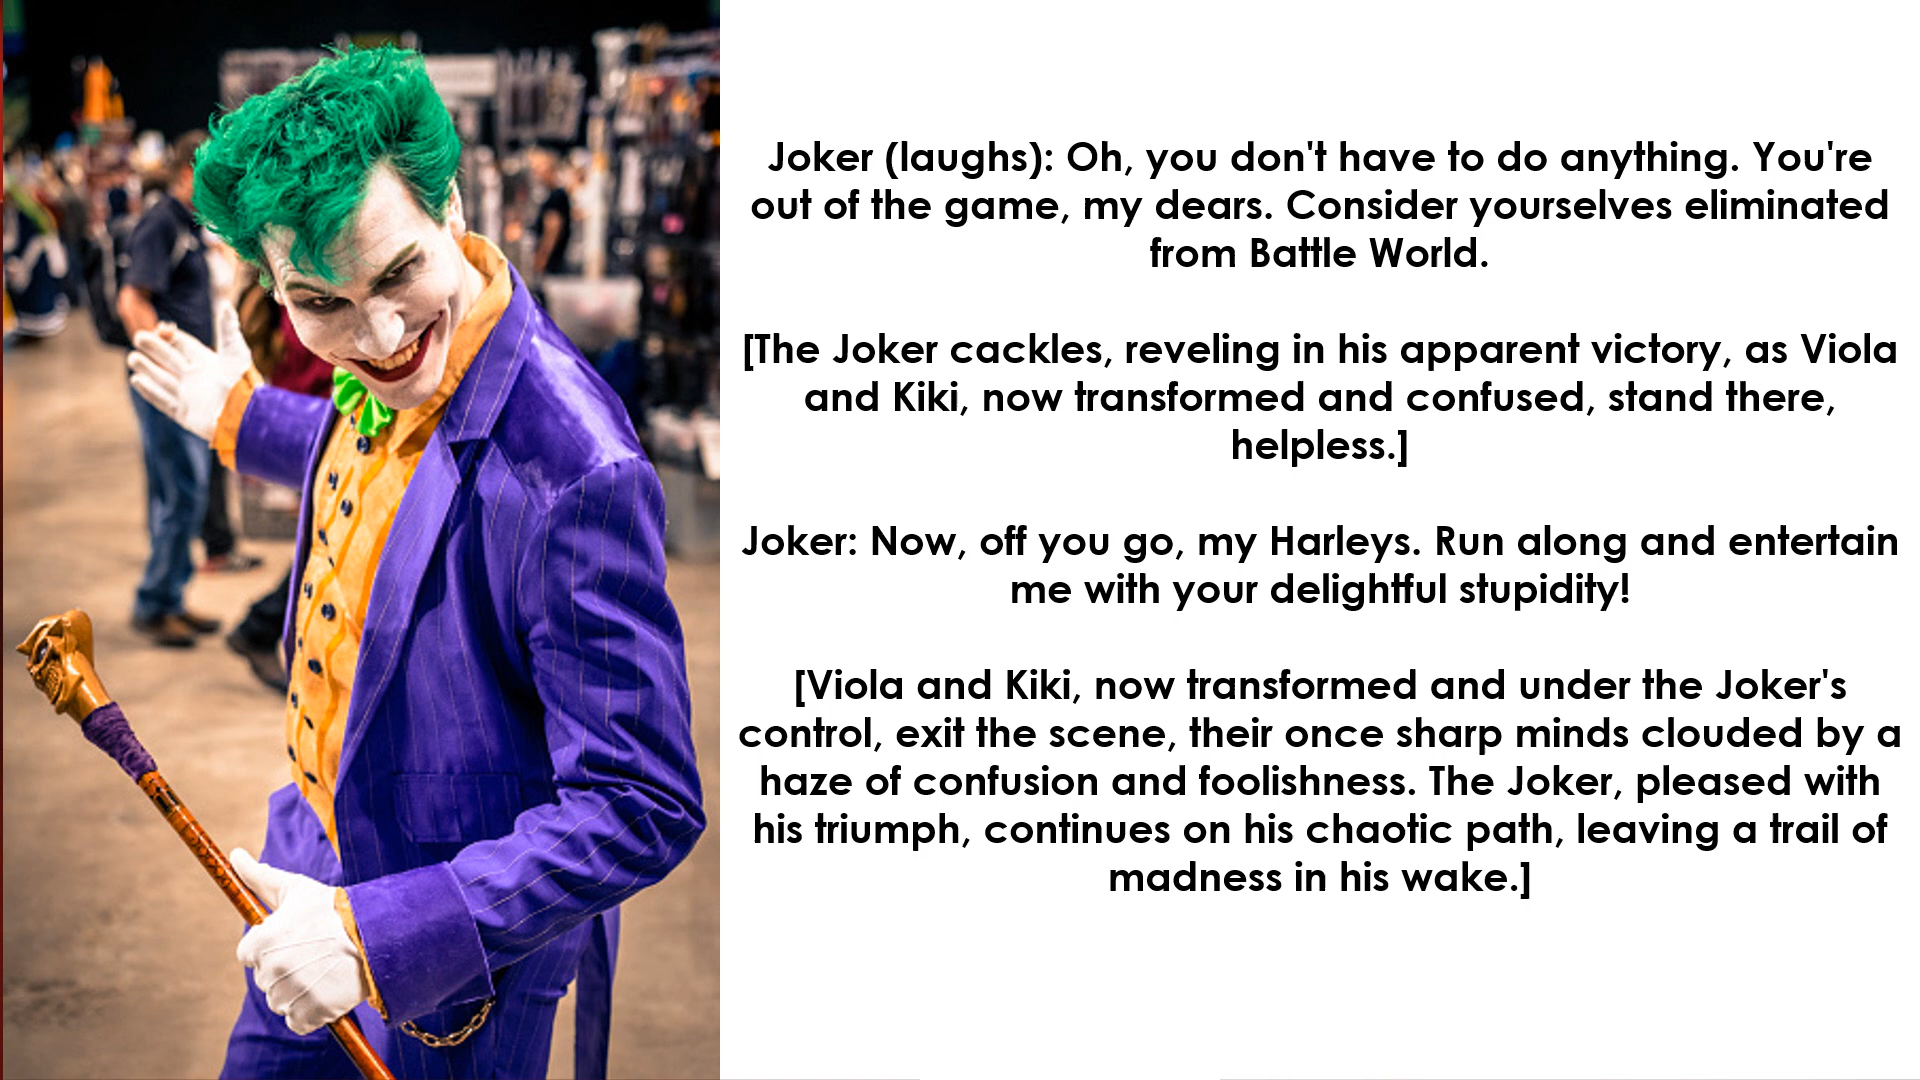 Joker (laughs): Oh, you don't have to do anything. You're
out of the game, my dears. Consider yourselves eliminated
from Battle World.
[The Joker cackles, reveling in his apparent victory, as Viola
and Kiki, now transformed and confused, stand there,
helpless.]
Joker: Now, off you go, my Harleys. Run along and entertain
me with your delightful stupidity!
[Viola and Kiki, now transformed and under the Joker's
control, exit the scene, their once sharp minds clouded by a
haze of confusion and foolishness. The Joker, pleased with
his triumph, continues on his chaotic path, leaving a trail of
madness in his wake.]